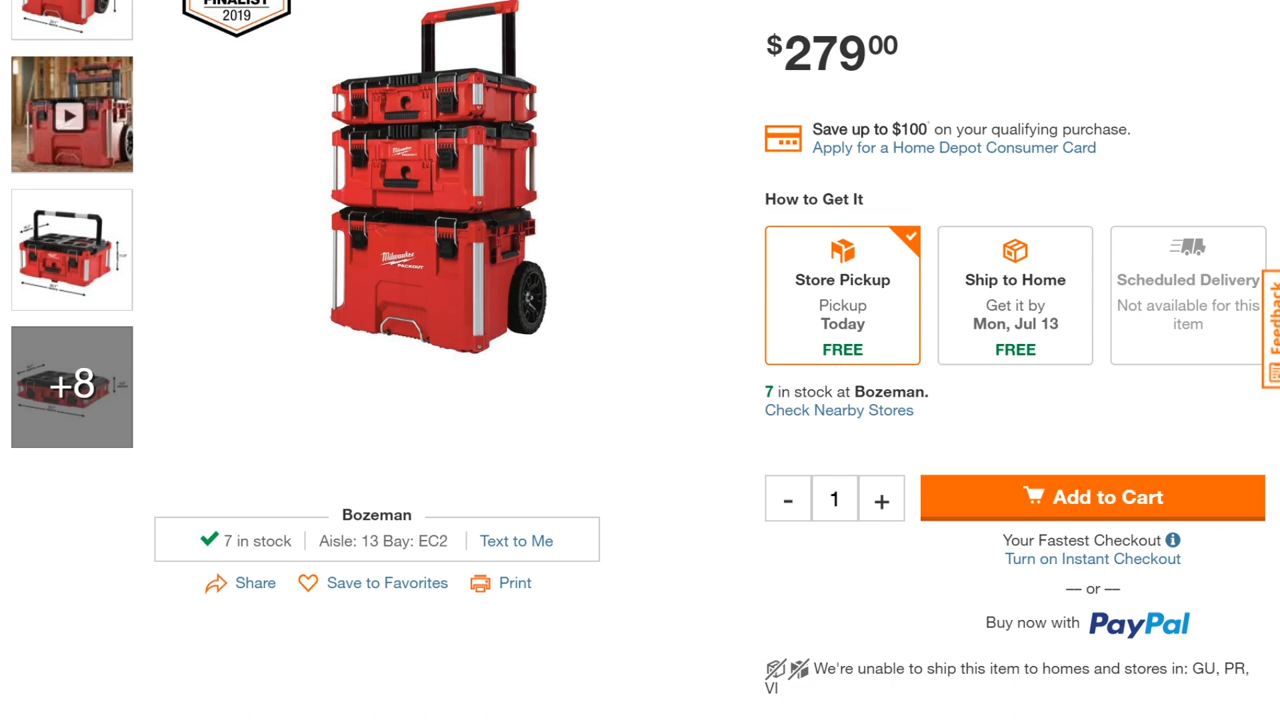 FINALIST
2019
Milwaukee
PACKOUT
Milwaukee
PACKOUT
+8
Bozeman
7 in stock
Aisle: 13 Bay: EC2
Text to Me
Share
Save to Favorites
Print
$279 00
Save up to $100* on your qualifying purchase.
Apply for a Home Depot Consumer Card
How to Get It
Store Pickup
Pickup
Today
FREE
Ship to Home
Get it by
Mon, Jul 13
FREE
Scheduled Delivery
Not available for this
item
7 in stock at Bozeman.
Check Nearby Stores
-
1
+
Add to Cart
Your Fastest Checkout
Turn on Instant Checkout
— or —
Buy now with PayPal
We're unable to ship this item to homes and stores in: GU, PR,
VI
Feedback